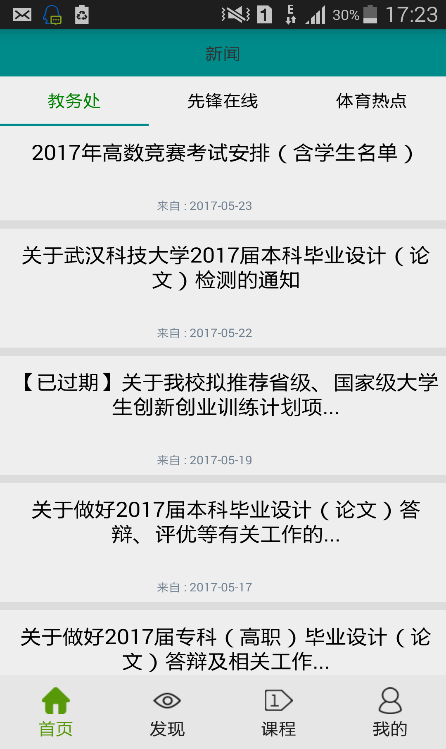 30% 17:23
新闻
教务处 先锋在线 体育热点
2017年高数竞赛考试安排（含学生名单）
来自 : 2017-05-23
关于武汉科技大学2017届本科毕业设计（论
文）检测的通知
来自 : 2017-05-22
【已过期】关于我校拟推荐省级、国家级大学
生创新创业训练计划项...
来自 : 2017-05-19
关于做好2017届本科毕业设计（论文）答
辩、评优等有关工作的...
来自 : 2017-05-17
关于做好2017届专科（高职）毕业设计（论
文）答辩及相关工作...
首页 发现 课程 我的